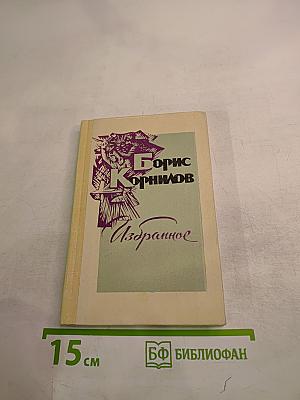 Борис
Корнилов
Избранное
15 см
БФ БИБЛИОФАН